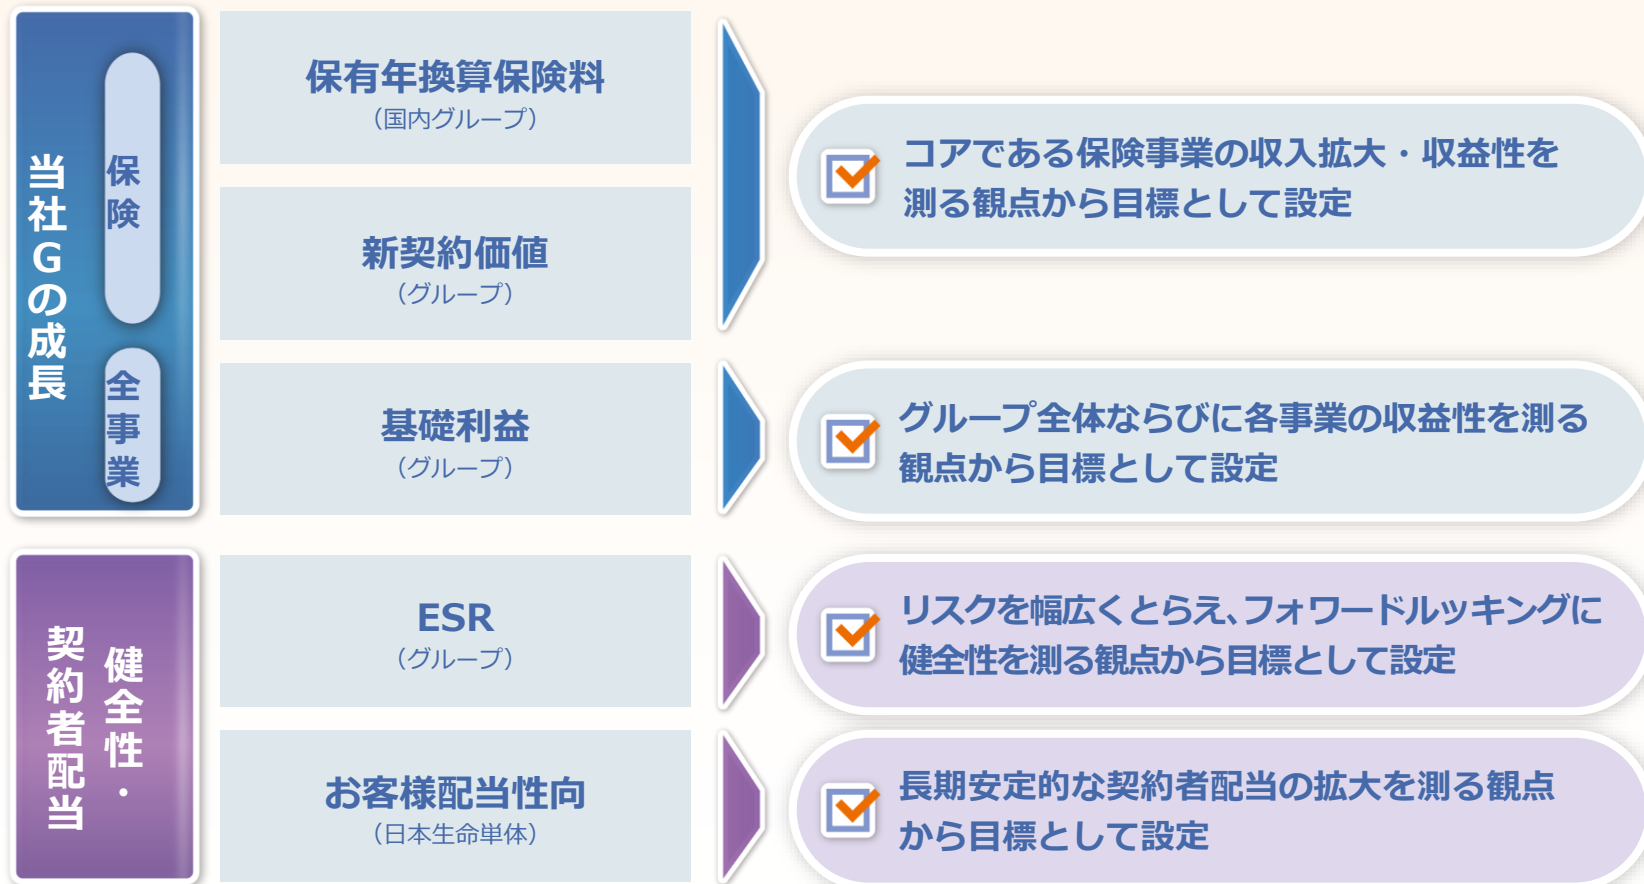 当社Gの成長
保険
保有年換算保険料
（国内グループ）
新契約価値
（グループ）
コアである保険事業の収入拡大・収益性を
測る観点から目標として設定
全事業
基礎利益
（グループ）
グループ全体ならびに各事業の収益性を測る
観点から目標として設定
健全性・
契約者配当
ESR
（グループ）
リスクを幅広くとらえ、フォワードルッキングに
健全性を測る観点から目標として設定
お客様配当性向
（日本生命単体）
長期安定的な契約者配当の拡大を測る観点
から目標として設定